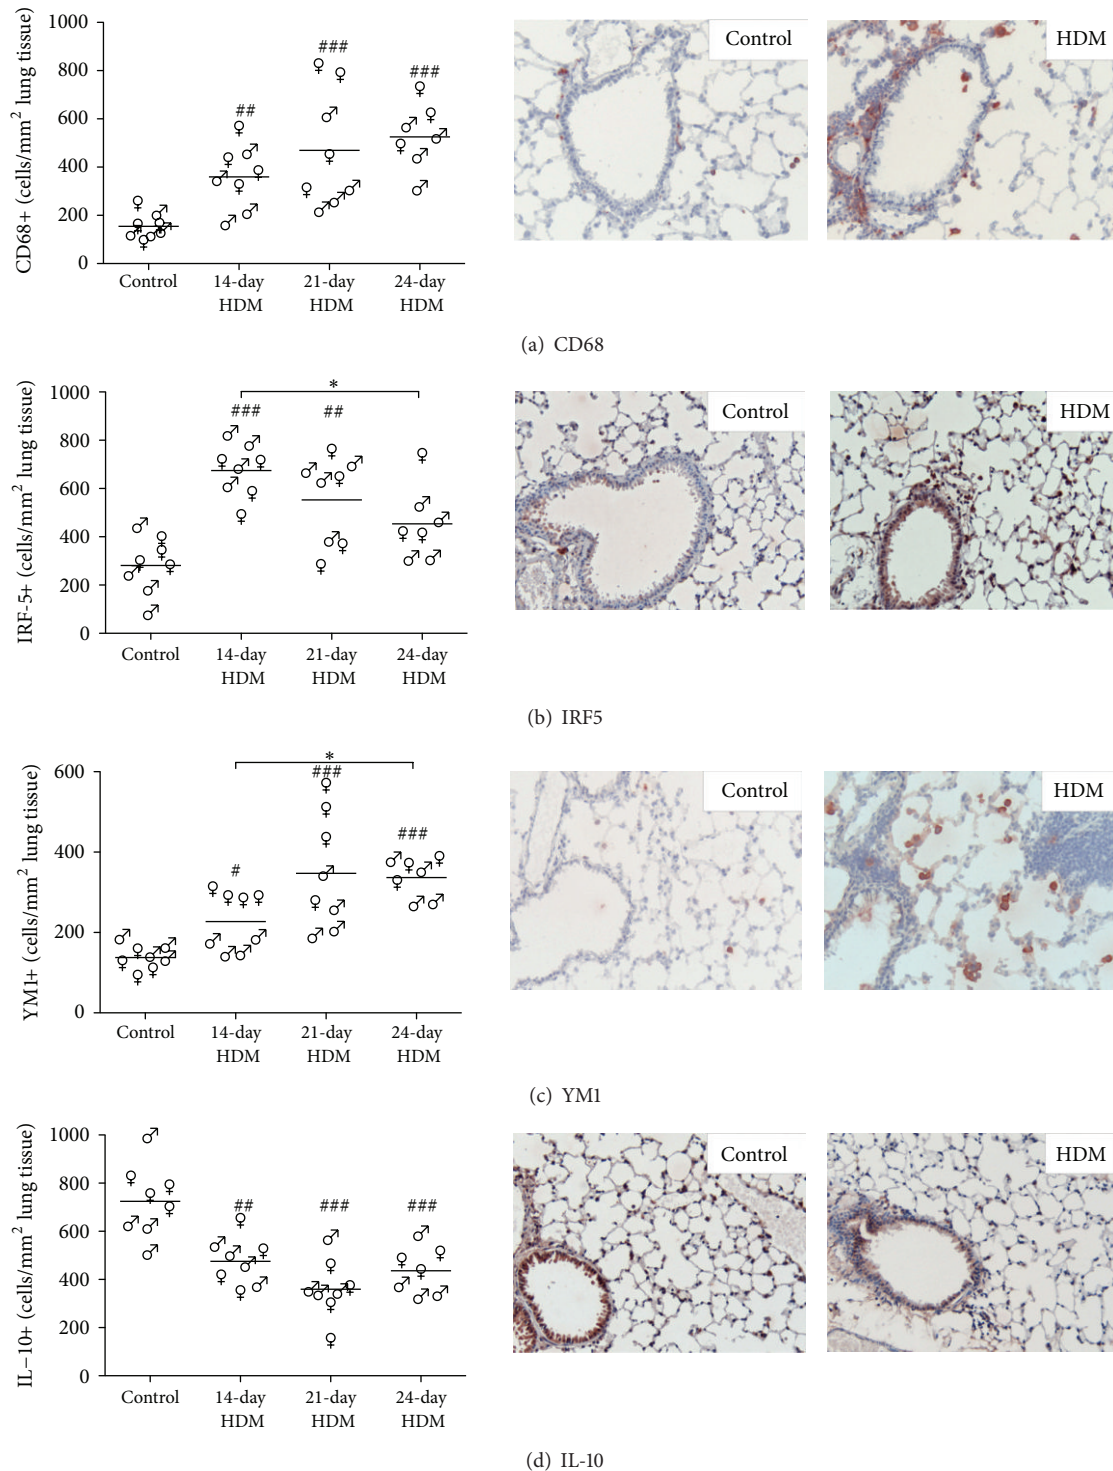 CD68+ (cells/mm² lung tissue)
1000
800
600
400
200
0
##
###
###
Control
14-day
HDM
21-day
HDM
24-day
HDM
Control
HDM
(a) CD68
IRF-5+ (cells/mm² lung tissue)
1000
800
600
400
200
0
*
###
##
Control
14-day
HDM
21-day
HDM
24-day
HDM
Control
HDM
(b) IRF5
YM1+ (cells/mm² lung tissue)
600
400
200
0
*
#
###
###
Control
14-day
HDM
21-day
HDM
24-day
HDM
Control
HDM
(c) YM1
IL−10+ (cells/mm² lung tissue)
1000
800
600
400
200
0
##
###
###
Control
14-day
HDM
21-day
HDM
24-day
HDM
Control
HDM
(d) IL-10